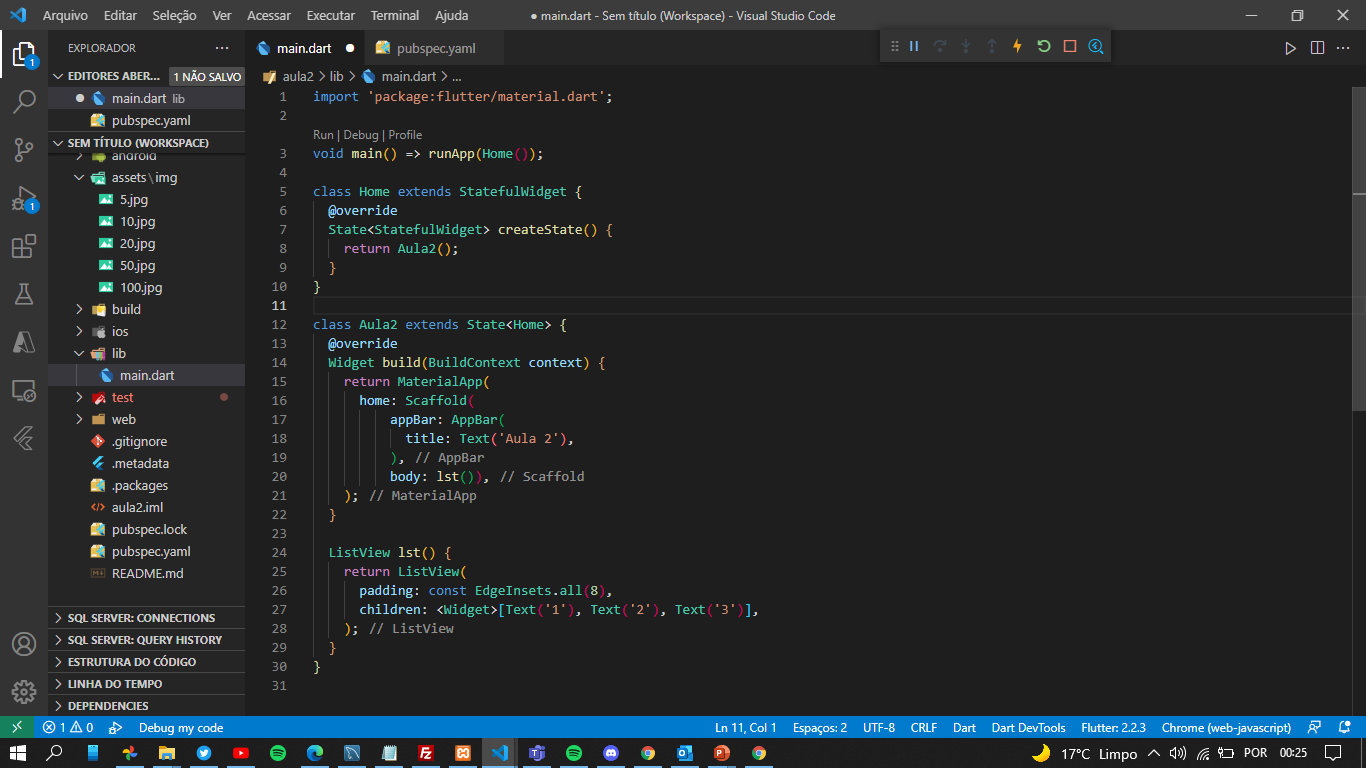 Arquivo Editar Seleção Ver Acessar Executar Terminal Ajuda
● main.dart - Sem título (Workspace) - Visual Studio Code
EXPLORADOR ···
EDITORES ABER... 1 NÃO SALVO
main.dart lib
pubspec.yaml
SEM TÍTULO (WORKSPACE)
android
assets\img
5.jpg
10.jpg
20.jpg
50.jpg
100.jpg
build
ios
lib
main.dart
test
web
.gitignore
.metadata
.packages
aula2.iml
pubspec.lock
pubspec.yaml
README.md
SQL SERVER: CONNECTIONS
SQL SERVER: QUERY HISTORY
ESTRUTURA DO CÓDIGO
LINHA DO TEMPO
DEPENDENCIES
1
1
main.dart ● pubspec.yaml
aula2 > lib > main.dart > ...
1 import 'package:flutter/material.dart';
2
Run | Debug | Profile
3 void main() => runApp(Home());
4
5 class Home extends StatefulWidget {
6   @override
7   State<StatefulWidget> createState() {
8     return Aula2();
9   }
10 }
11
12 class Aula2 extends State<Home> {
13   @override
14   Widget build(BuildContext context) {
15     return MaterialApp(
16       home: Scaffold(
17           appBar: AppBar(
18             title: Text('Aula 2'),
19           ), // AppBar
20           body: lst()), // Scaffold
21     ); // MaterialApp
22   }
23
24   ListView lst() {
25     return ListView(
26       padding: const EdgeInsets.all(8),
27       children: <Widget>[Text('1'), Text('2'), Text('3')],
28     ); // ListView
29   }
30 }
31
1 0 Debug my code Ln 11, Col 1 Espaços: 2 UTF-8 CRLF Dart Dart DevTools Flutter: 2.2.3 Chrome (web-javascript)
17°C Limpo POR 00:25